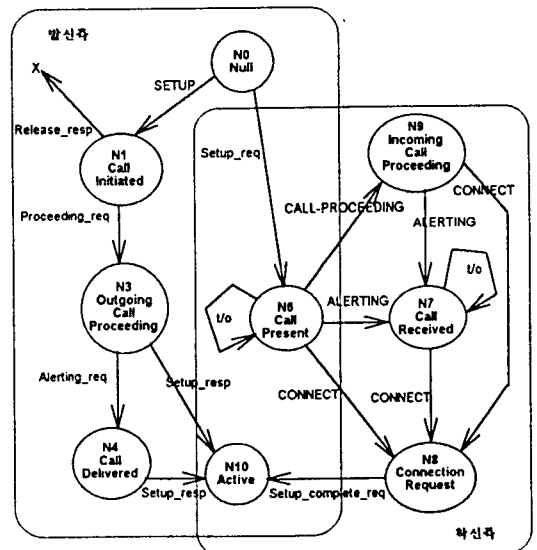 발신측
N0
Null
X
SETUP
Release_resp
N1
Call
Initiated
Setup_req
N9
Incoming
Call
Proceeding
CONNECT
CALL-PROCEEDING
ALERTING
Proceeding_req
t/o
N3
Outgoing
Call
Proceeding
t/o
N6
Call
Present
ALERTING
N7
Call
Received
Alerting_req
Setup_resp
CONNECT
CONNECT
N4
Call
Delivered
Setup_resp
N10
Active
Setup_complete_req
N8
Connection
Request
착신측